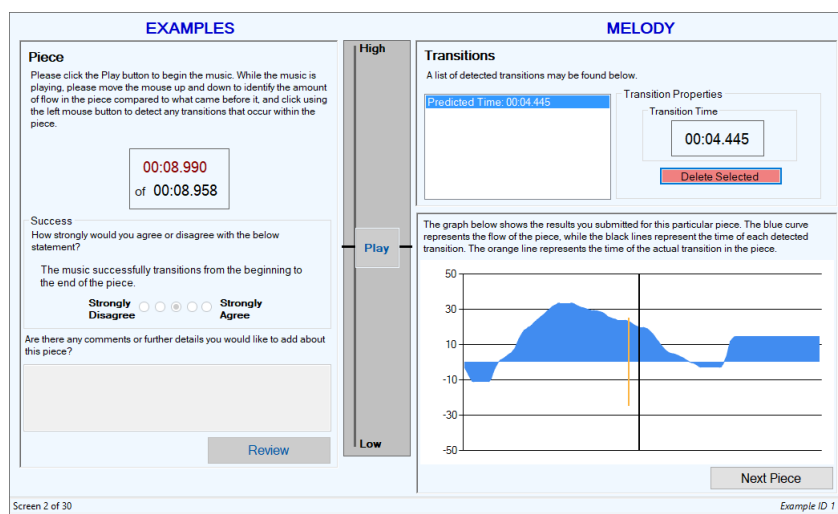 EXAMPLES
Piece
Please click the Play button to begin the music. While the music is
playing, please move the mouse up and down to identify the amount
of flow in the piece compared to what came before it, and click using
the left mouse button to detect any transitions that occur within the
piece.
00:08.990
of 00:08.958
Success
How strongly would you agree or disagree with the below
statement?
The music successfully transitions from the beginning to
the end of the piece.
Strongly Strongly
Disagree Agree
Are there any comments or further details you would like to add about
this piece?
Review
High
Play
Low
MELODY
Transitions
A list of detected transitions may be found below.
Predicted Time: 00:04.445
Transition Properties
Transition Time
00:04.445
Delete Selected
The graph below shows the results you submitted for this particular piece. The blue curve
represents the flow of the piece, while the black lines represent the time of each detected
transition. The orange line represents the time of the actual transition in the piece.
50
30
10
-10
-30
-50
Next Piece
Screen 2 of 30
Example ID 1